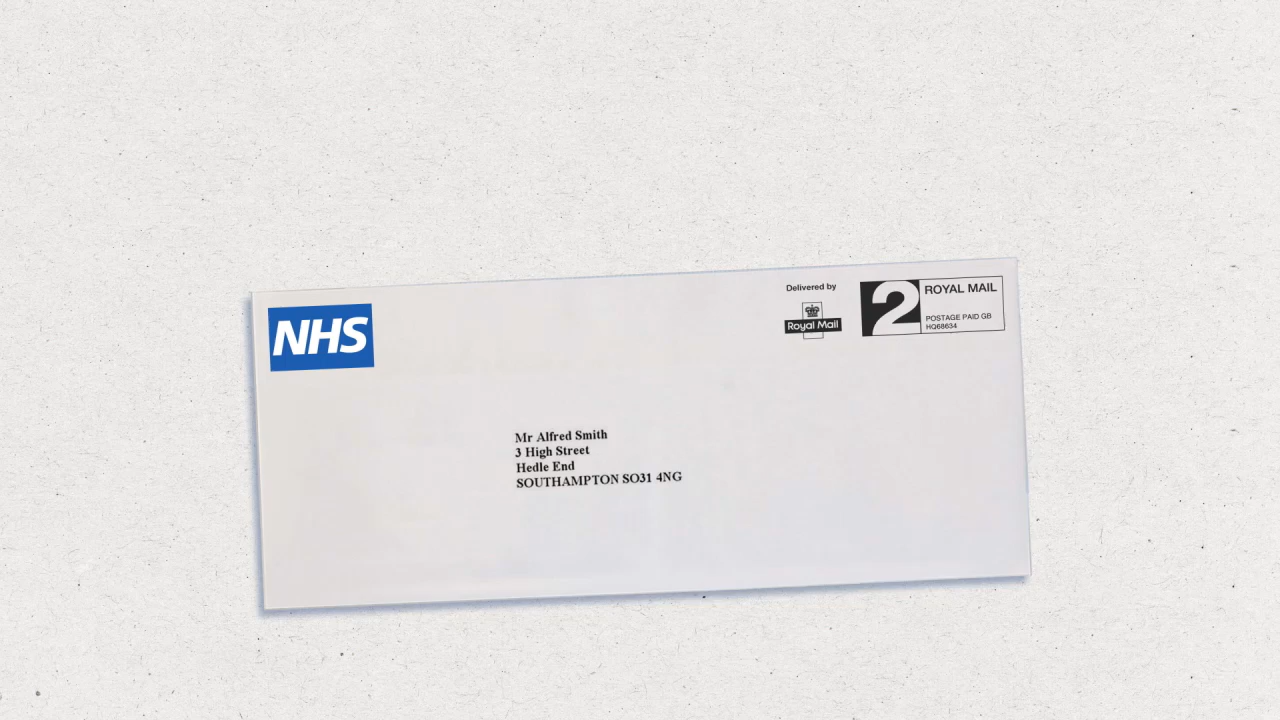 NHS
Delivered by
Royal Mail
2
ROYAL MAIL
POSTAGE PAID GB
HQ68634
Mr Alfred Smith
3 High Street
Hedle End
SOUTHAMPTON SO31 4NG